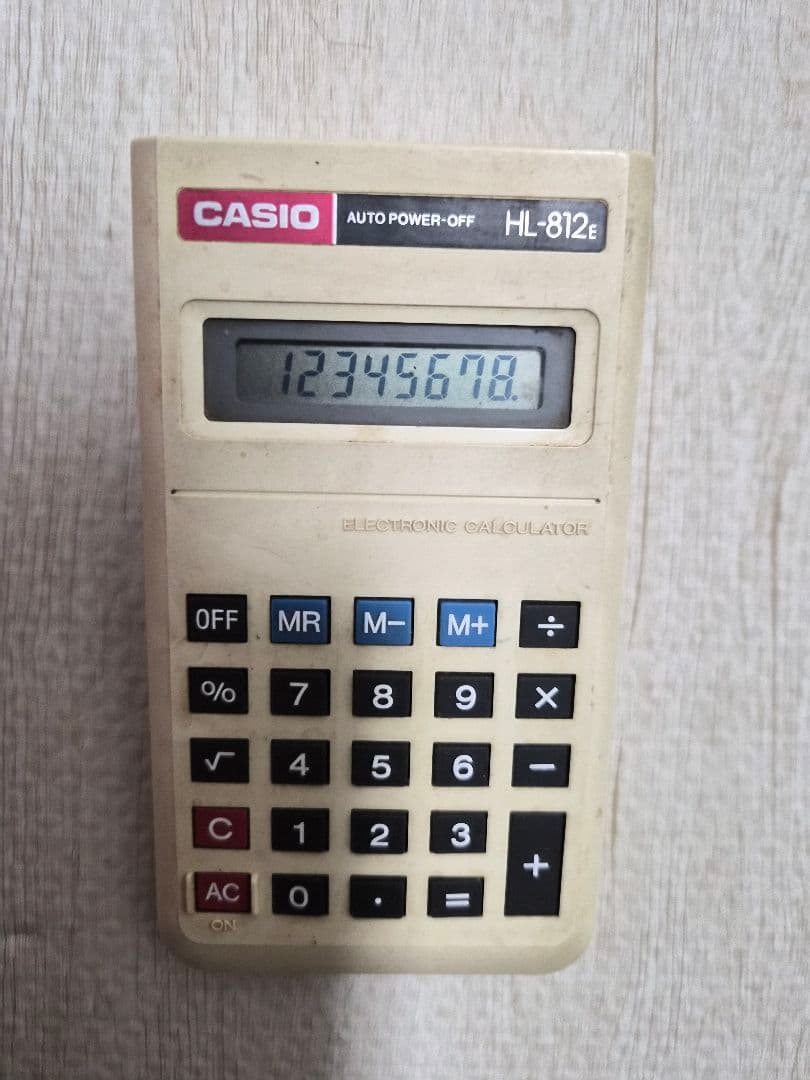 CASIO AUTO POWER-OFF HL-812E
12345678.
ELECTRONIC CALCULATOR
OFF MR M− M+ ÷
% 7 8 9 ×
√ 4 5 6 −
C 1 2 3 +
AC 0 . =
ON